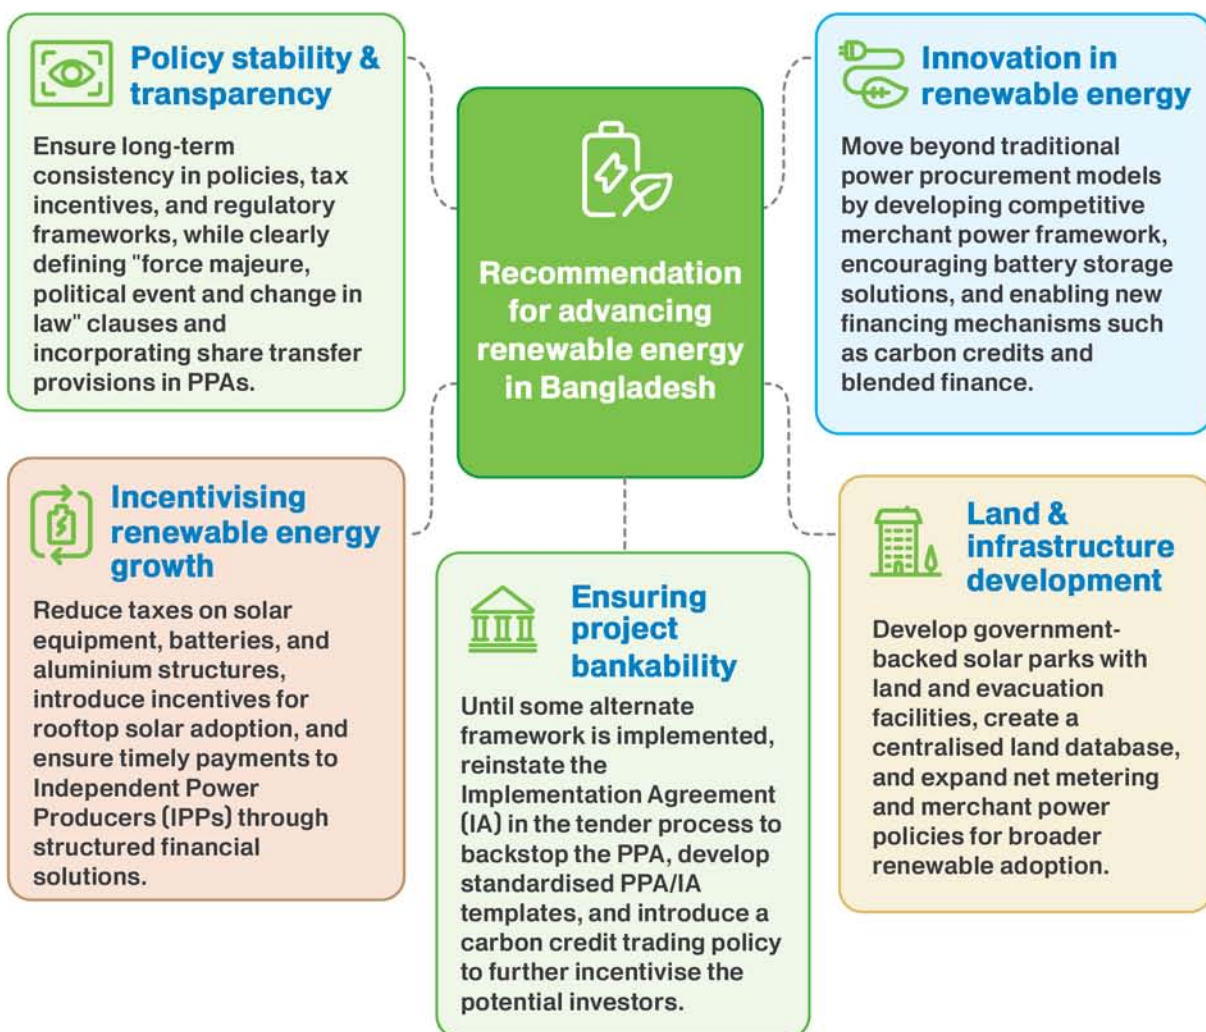 Policy stability &
transparency
Ensure long-term
consistency in policies, tax
incentives, and regulatory
frameworks, while clearly
defining "force majeure,
political event and change in
law" clauses and
incorporating share transfer
provisions in PPAs.
Recommendation
for advancing
renewable energy
in Bangladesh
Innovation in
renewable energy
Move beyond traditional
power procurement models
by developing competitive
merchant power framework,
encouraging battery storage
solutions, and enabling new
financing mechanisms such
as carbon credits and
blended finance.
Incentivising
renewable energy
growth
Reduce taxes on solar
equipment, batteries, and
aluminium structures,
introduce incentives for
rooftop solar adoption, and
ensure timely payments to
Independent Power
Producers (IPPs) through
structured financial
solutions.
Ensuring
project
bankability
Until some alternate
framework is implemented,
reinstate the
Implementation Agreement
(IA) in the tender process to
backstop the PPA, develop
standardised PPA/IA
templates, and introduce a
carbon credit trading policy
to further incentivise the
potential investors.
Land &
infrastructure
development
Develop government-
backed solar parks with
land and evacuation
facilities, create a
centralised land database,
and expand net metering
and merchant power
policies for broader
renewable adoption.